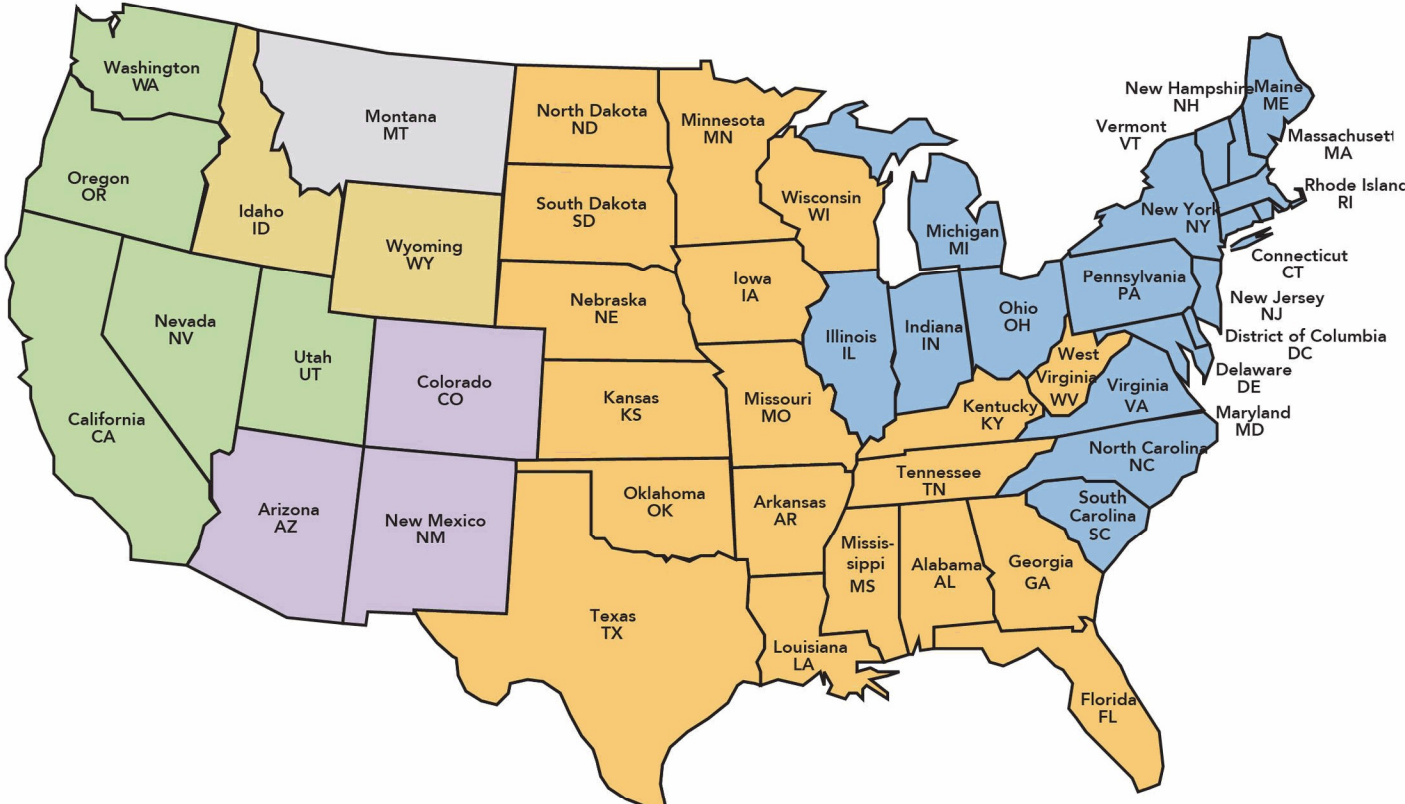 Washington
WA
Oregon
OR
California
CA
Nevada
NV
Idaho
ID
Montana
MT
Wyoming
WY
Utah
UT
Colorado
CO
Arizona
AZ
New Mexico
NM
North Dakota
ND
South Dakota
SD
Nebraska
NE
Kansas
KS
Oklahoma
OK
Texas
TX
Minnesota
MN
Iowa
IA
Missouri
MO
Arkansas
AR
Louisiana
LA
Wisconsin
WI
Illinois
IL
Michigan
MI
Indiana
IN
Ohio
OH
Kentucky
KY
Tennessee
TN
Missis-
sippi
MS
Alabama
AL
Georgia
GA
Florida
FL
South
Carolina
SC
North Carolina
NC
Virginia
VA
West
Virginia
WV
Pennsylvania
PA
New York
NY
Vermont
VT
New Hampshire
NH
Maine
ME
Massachusett
MA
Rhode Island
RI
Connecticut
CT
New Jersey
NJ
District of Columbia
DC
Delaware
DE
Maryland
MD